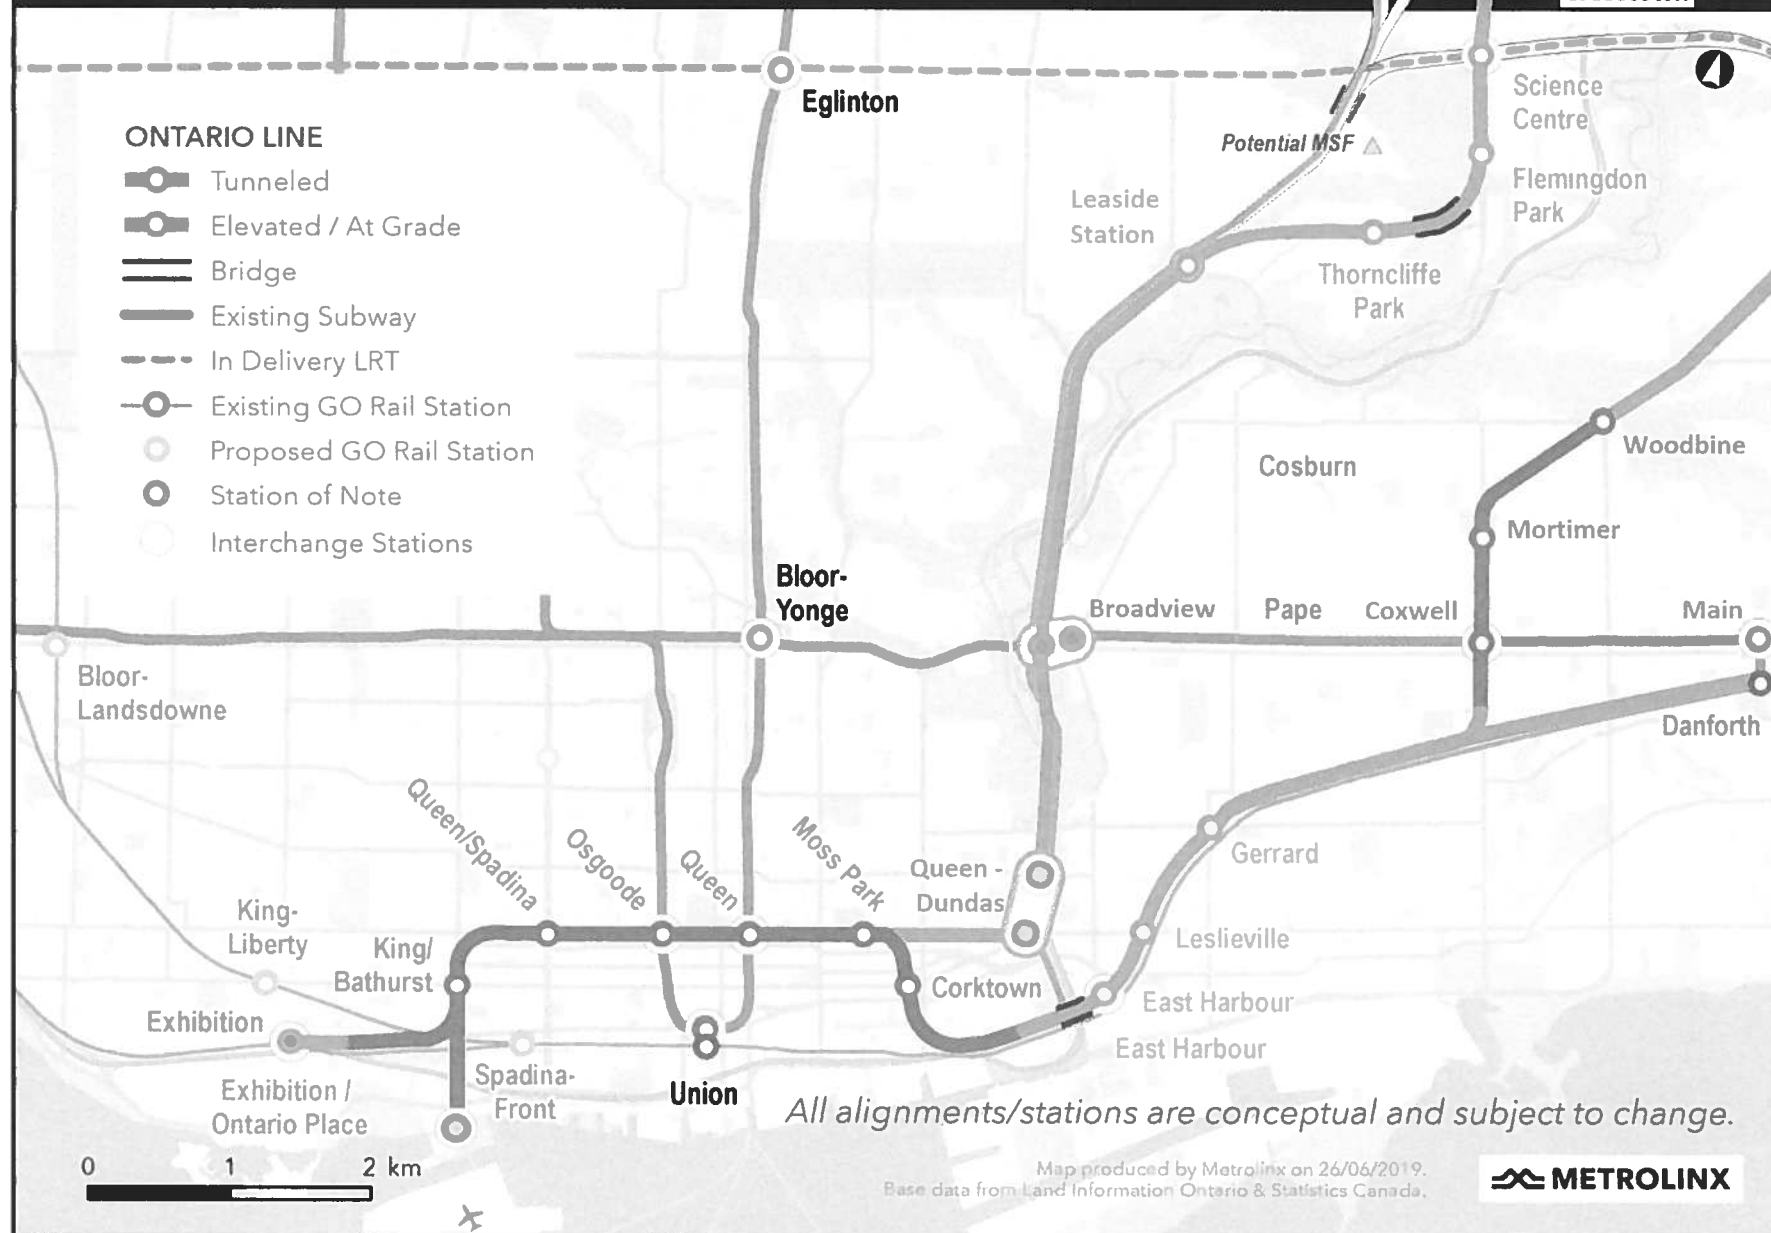 Eglinton
Science
Centre
ONTARIO LINE
Tunneled
Elevated / At Grade
Bridge
Existing Subway
In Delivery LRT
Existing GO Rail Station
Proposed GO Rail Station
Station of Note
Interchange Stations
Potential MSF
Flemingdon
Park
Leaside
Station
Thorncliffe
Park
Woodbine
Cosburn
Mortimer
Bloor-
Yonge
Broadview
Pape
Coxwell
Main
Bloor-
Landsdowne
Danforth
Queen/Spadina
Osgoode
Queen
Moss Park
Queen -
Dundas
Gerrard
King-
Liberty
King/
Bathurst
Leslieville
Corktown
East Harbour
Exhibition
East Harbour
Exhibition /
Ontario Place
Spadina-
Front
Union
All alignments/stations are conceptual and subject to change.
0 1 2 km
Map produced by Metrolinx on 26/06/2019.
Base data from Land Information Ontario & Statistics Canada.
METROLINX